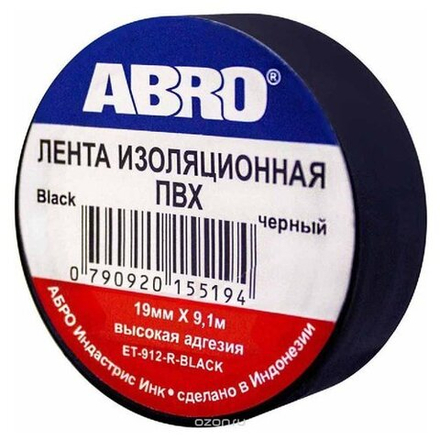 ABRO®
ЛЕНТА ИЗОЛЯЦИОННАЯ
ПВХ
Black
черный
0 790920 155194
19мм X 9,1м
высокая адгезия
ET-912-R-BLACK
АБРО Индастрис Инк • сделано в Индонезии
ozon.ru